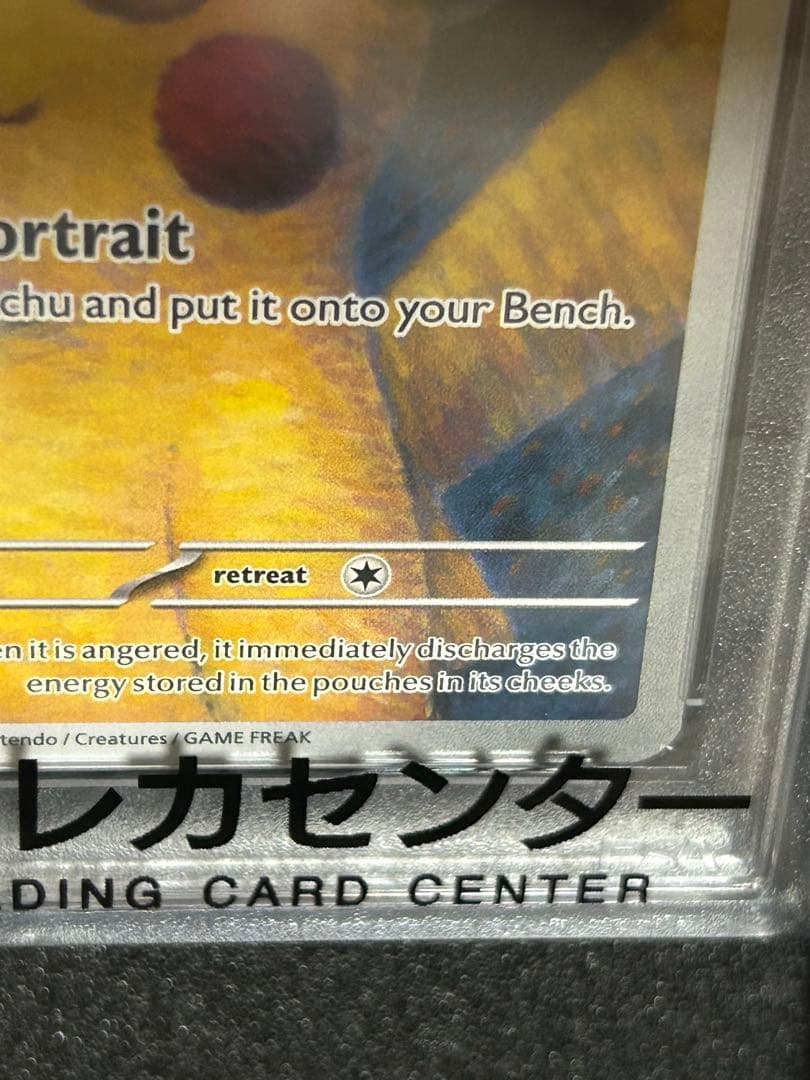 ortrait
chu and put it onto your Bench.
retreat
en it is angered, it immediately discharges the
energy stored in the pouches in its cheeks.
tendo / Creatures / GAME FREAK
レカセンター
DING CARD CENTER